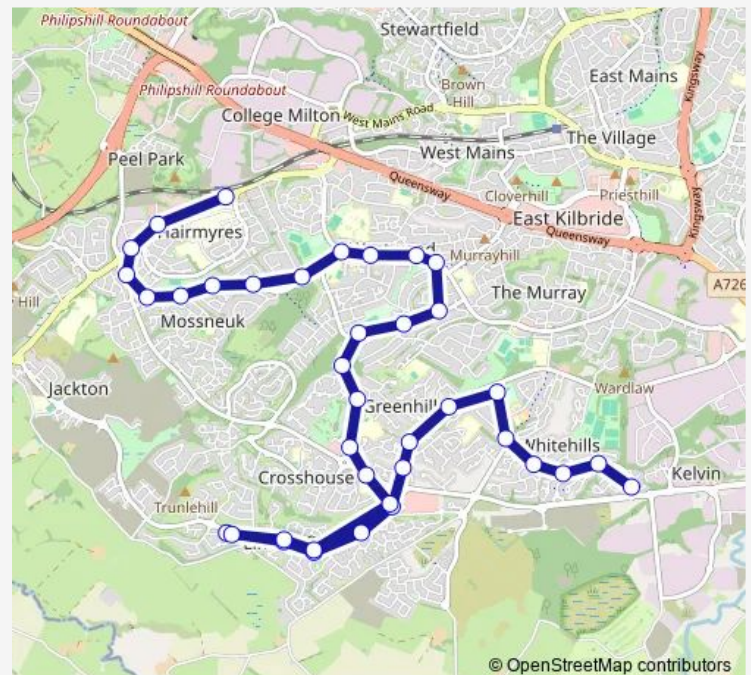 Philipshill Roundabout
Stewartfield
East Mains
Kingsway
Brown
Hill
Philipshill Roundabout
College Milton
West Mains Road
The Village
Peel Park
West Mains
Queensway
Cloverhill
Priesthill
Kingsway
East Kilbride
Hairmyres
Queensway
Murrayhill
A726
Hill
The Murray
Mossneuk
Jackton
Wardlaw
Greenhill
Whitehills
Crosshouse
Kelvin
Trunlehill
© OpenStreetMap contributors